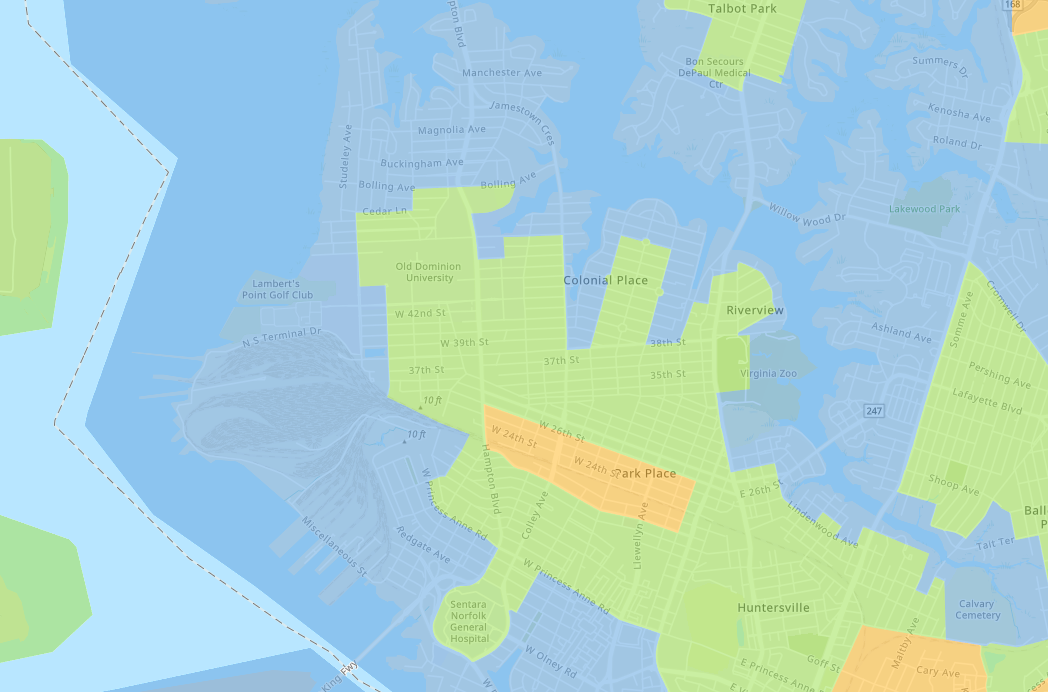 168
Talbot Park
pton Blvd
Manchester Ave
Bon Secours
DePaul Medical
Ctr
Summers Dr
Jamestown Cres
Kenosha Ave
Magnolia Ave
Roland Dr
Studeley Ave
Buckingham Ave
Bolling Ave
Bolling Ave
Cedar Ln
Willow Wood Dr
Lakewood Park
Old Dominion
University
Colonial Place
Lambert's
Point Golf Club
Cromwell Dr
Riverview
W 42nd St
Somme Ave
Ashland Ave
N S Terminal Dr
W 39th St
38th St
37th St
37th St
35th St
Virginia Zoo
Pershing Ave
Lafayette Blvd
10 ft
247
W 26th St
W 24th St
10 ft
W 24th S
Park Place
Hampton Blvd
W Princess Anne Rd
Shoop Ave
E 26th St
Colley Ave
Llewellyn Ave
Lindenwood Ave
Ball
P
Miscellaneous St
Redgate Ave
Tait Ter
W Princess Anne Rd
Sentara
Norfolk
General
Hospital
Huntersville
Calvary
Cemetery
Maltby Ave
W Olney Rd
Goff St
E Princess Anne
King Fwy
Cary Ave
W
E V
cess